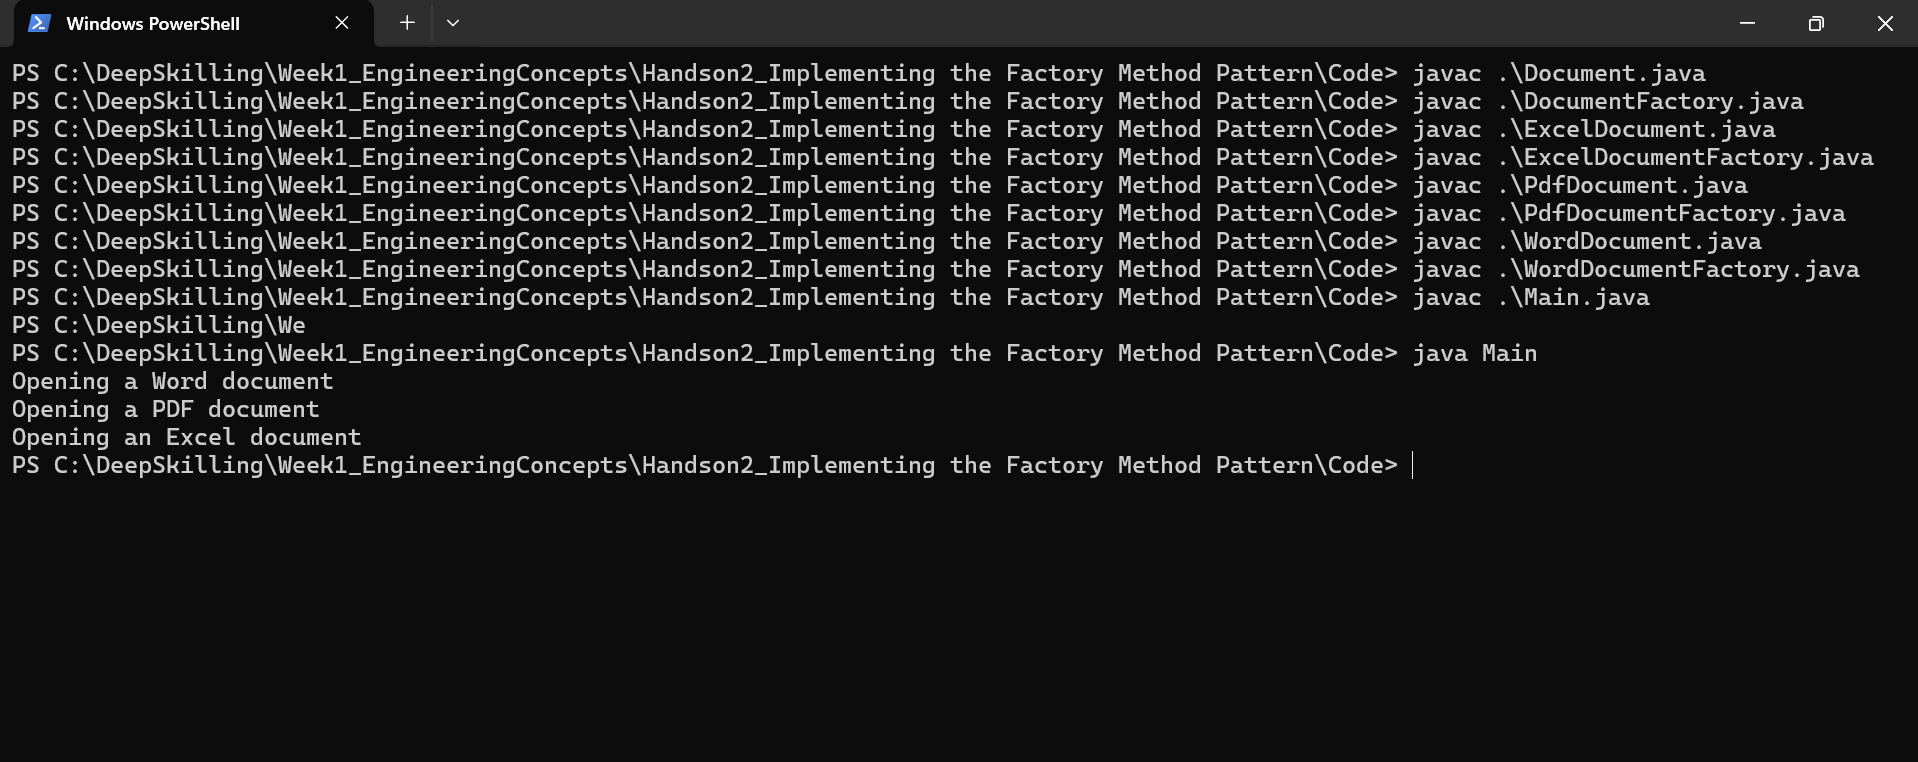 Windows PowerShell
PS C:\DeepSkilling\Week1_EngineeringConcepts\Handson2_Implementing the Factory Method Pattern\Code> javac .\Document.java
PS C:\DeepSkilling\Week1_EngineeringConcepts\Handson2_Implementing the Factory Method Pattern\Code> javac .\DocumentFactory.java
PS C:\DeepSkilling\Week1_EngineeringConcepts\Handson2_Implementing the Factory Method Pattern\Code> javac .\ExcelDocument.java
PS C:\DeepSkilling\Week1_EngineeringConcepts\Handson2_Implementing the Factory Method Pattern\Code> javac .\ExcelDocumentFactory.java
PS C:\DeepSkilling\Week1_EngineeringConcepts\Handson2_Implementing the Factory Method Pattern\Code> javac .\PdfDocument.java
PS C:\DeepSkilling\Week1_EngineeringConcepts\Handson2_Implementing the Factory Method Pattern\Code> javac .\PdfDocumentFactory.java
PS C:\DeepSkilling\Week1_EngineeringConcepts\Handson2_Implementing the Factory Method Pattern\Code> javac .\WordDocument.java
PS C:\DeepSkilling\Week1_EngineeringConcepts\Handson2_Implementing the Factory Method Pattern\Code> javac .\WordDocumentFactory.java
PS C:\DeepSkilling\Week1_EngineeringConcepts\Handson2_Implementing the Factory Method Pattern\Code> javac .\Main.java
PS C:\DeepSkilling\We
PS C:\DeepSkilling\Week1_EngineeringConcepts\Handson2_Implementing the Factory Method Pattern\Code> java Main
Opening a Word document
Opening a PDF document
Opening an Excel document
PS C:\DeepSkilling\Week1_EngineeringConcepts\Handson2_Implementing the Factory Method Pattern\Code>